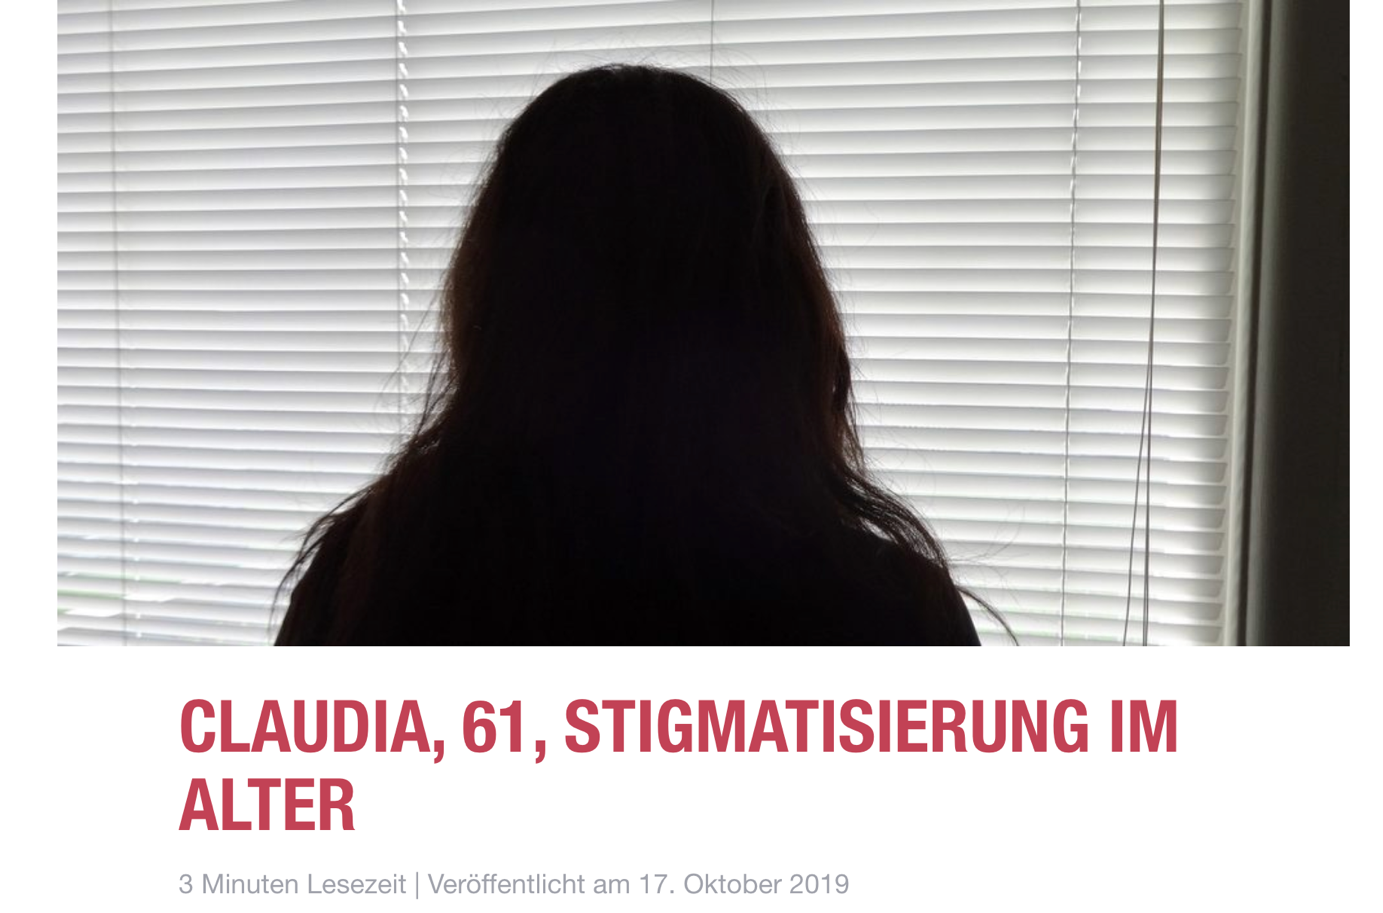 CLAUDIA, 61, STIGMATISIERUNG IM
ALTER
3 Minuten Lesezeit | Veröffentlicht am 17. Oktober 2019